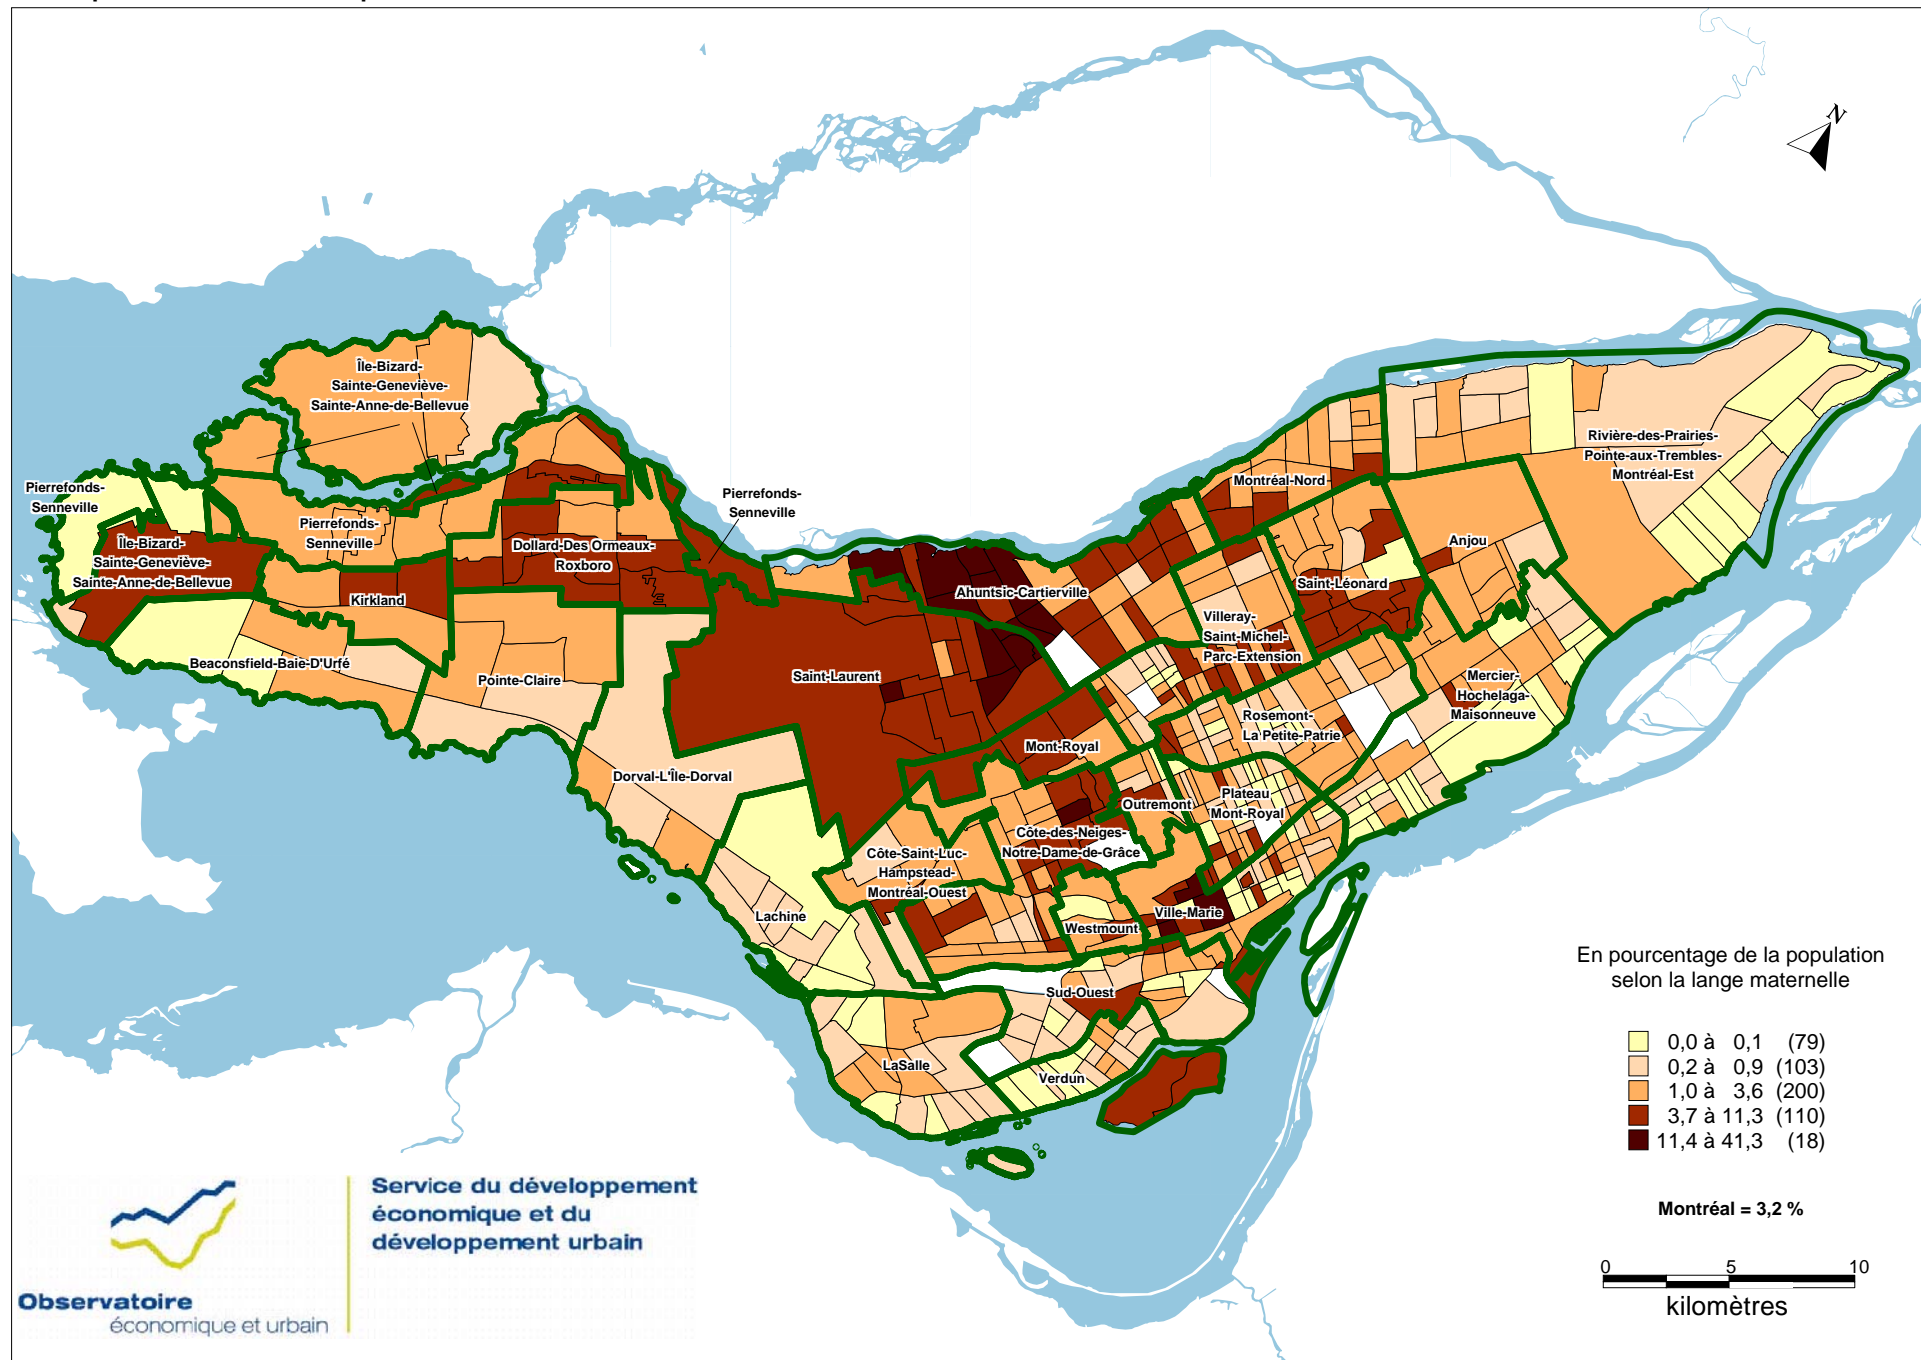 N
Île-Bizard-
Sainte-Geneviève-
Sainte-Anne-de-Bellevue
Rivière-des-Prairies-
Pointe-aux-Trembles-
Montréal-Est
Pierrefonds-
Senneville
Montréal-Nord
Pierrefonds-
Senneville
Pierrefonds-
Senneville
Île-Bizard-
Sainte-Geneviève-
Sainte-Anne-de-Bellevue
Dollard-Des Ormeaux-
Roxboro
Anjou
Saint-Léonard
Kirkland
Ahuntsic-Cartierville
Villeray-
Saint-Michel-
Parc-Extension
Beaconsfield-Baie-D'Urfé
Pointe-Claire
Saint-Laurent
Mercier-
Hochelaga-
Maisonneuve
Rosemont-
La Petite-Patrie
Mont-Royal
Dorval-L'Île-Dorval
Outremont
Plateau
Mont-Royal
Côte-des-Neiges-
Notre-Dame-de-Grâce
Côte-Saint-Luc-
Hampstead-
Montréal-Ouest
Lachine
Ville-Marie
Westmount
Sud-Ouest
LaSalle
Verdun
En pourcentage de la population
selon la lange maternelle
0,0 à 0,1 (79)
0,2 à 0,9 (103)
1,0 à 3,6 (200)
3,7 à 11,3 (110)
11,4 à 41,3 (18)
Montréal = 3,2 %
0 5 10
kilomètres
Service du développement
économique et du
développement urbain
Observatoire
économique et urbain